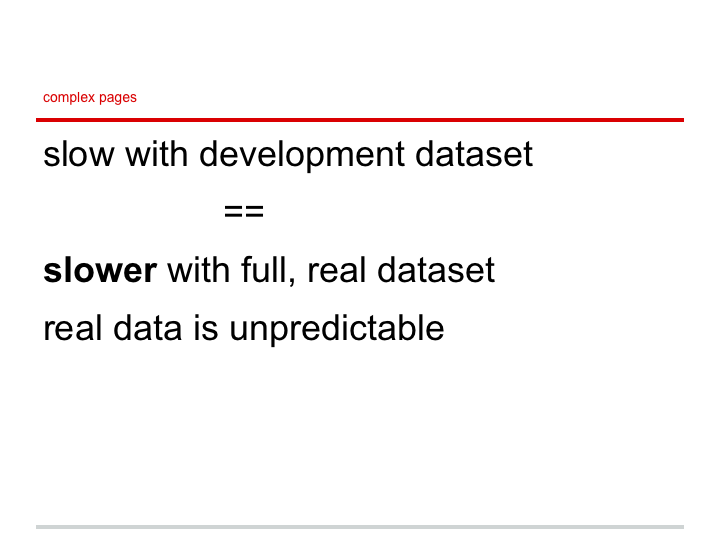 complex pages
slow with development dataset
==
slower with full, real dataset
real data is unpredictable